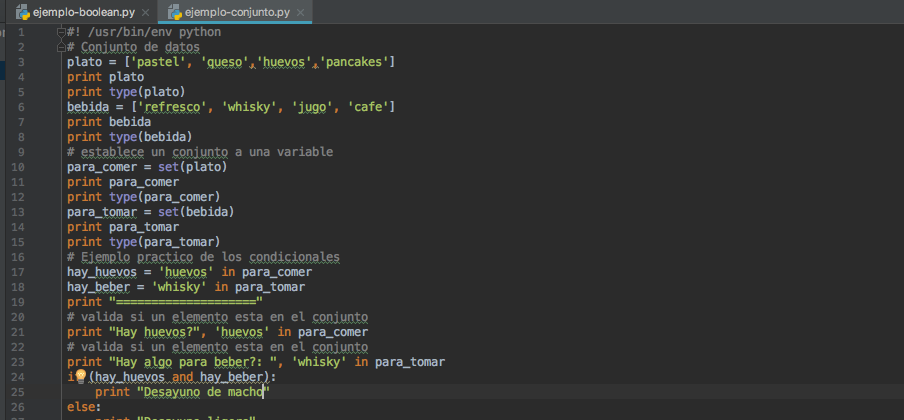 ejemplo-boolean.py ejemplo-conjunto.py
1 #! /usr/bin/env python
2 # Conjunto de datos
3 plato = ['pastel', 'queso','huevos','pancakes']
4 print plato
5 print type(plato)
6 bebida = ['refresco', 'whisky', 'jugo', 'cafe']
7 print bebida
8 print type(bebida)
9 # establece un conjunto a una variable
10 para_comer = set(plato)
11 print para_comer
12 print type(para_comer)
13 para_tomar = set(bebida)
14 print para_tomar
15 print type(para_tomar)
16 # Ejemplo practico de los condicionales
17 hay_huevos = 'huevos' in para_comer
18 hay_beber = 'whisky' in para_tomar
19 print "===================="
20 # valida si un elemento esta en el conjunto
21 print "Hay huevos?", 'huevos' in para_comer
22 # valida si un elemento esta en el conjunto
23 print "Hay algo para beber?: ", 'whisky' in para_tomar
24 i (hay_huevos and hay_beber):
25 print "Desayuno de macho"
26 else: